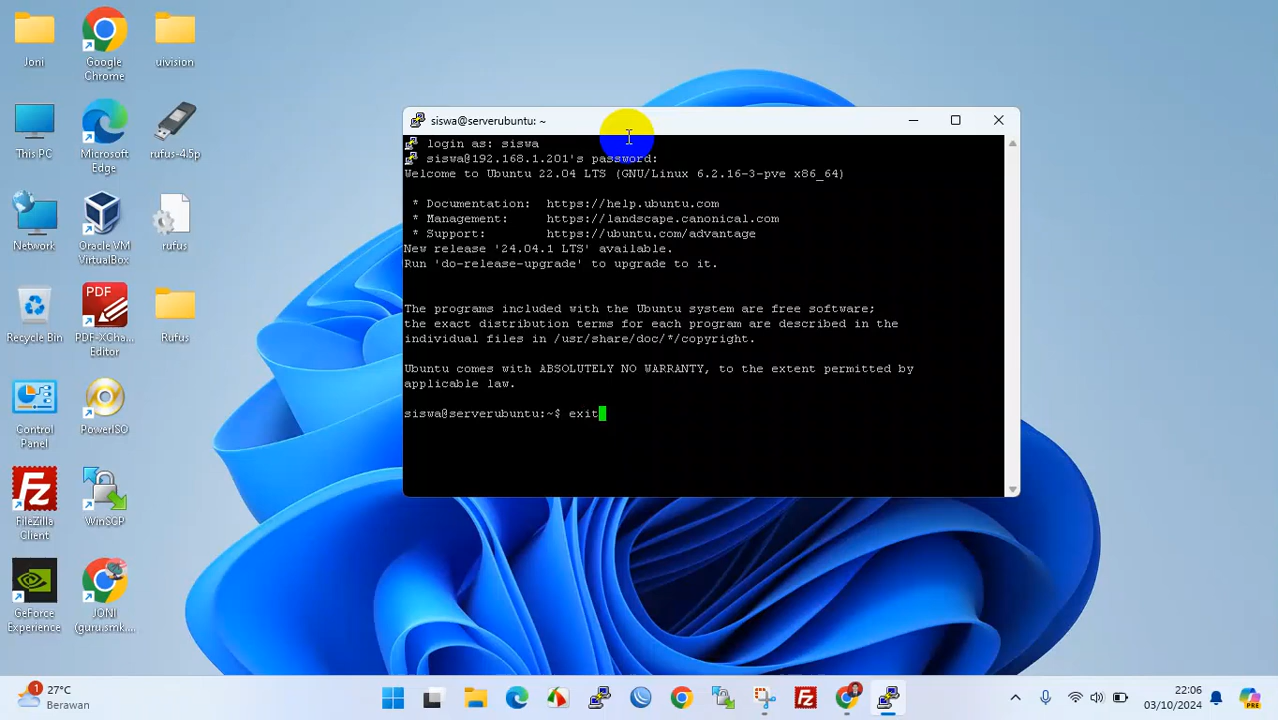 Joni
Google
Chrome
uivision
This PC
Microsoft
Edge
rufus-4.5p
Network
Oracle VM
VirtualBox
rufus
Recycle Bin
PDF
PDF-XCha...
Editor
Rufus
Control
Panel
PowerISO
FileZilla
Client
WinSCP
GeForce
Experience
JONI
(guru.smk....
siswa@serverubuntu: ~
login as: siswa
siswa@192.168.1.201's password:
Welcome to Ubuntu 22.04 LTS (GNU/Linux 6.2.16-3-pve x86_64)
* Documentation: https://help.ubuntu.com
* Management: https://landscape.canonical.com
* Support: https://ubuntu.com/advantage
New release '24.04.1 LTS' available.
Run 'do-release-upgrade' to upgrade to it.
The programs included with the Ubuntu system are free software;
the exact distribution terms for each program are described in the
individual files in /usr/share/doc/*/copyright.
Ubuntu comes with ABSOLUTELY NO WARRANTY, to the extent permitted by
applicable law.
siswa@serverubuntu:~$ exit
1
27°C
Berawan
22:06
03/10/2024
PRE